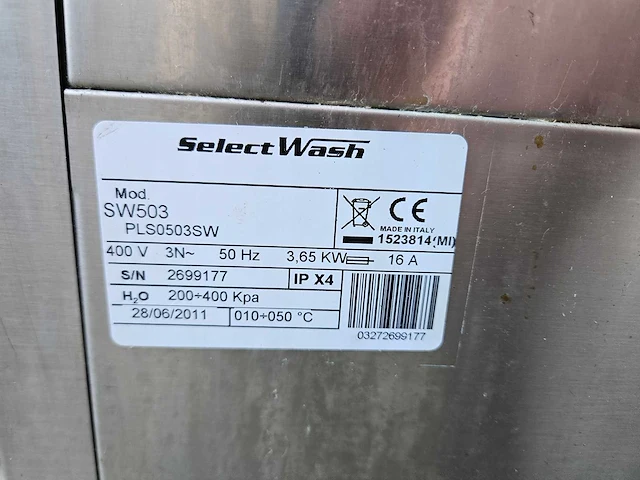 Select Wash
Mod.
SW503
PLS0503SW
CE
MADE IN ITALY
1523814(MI)
400 V 3N~ 50 Hz 3,65 KW 16 A
S/N 2699177 IP X4
H₂O 200÷400 Kpa
28/06/2011 010÷050 °C
03272699177